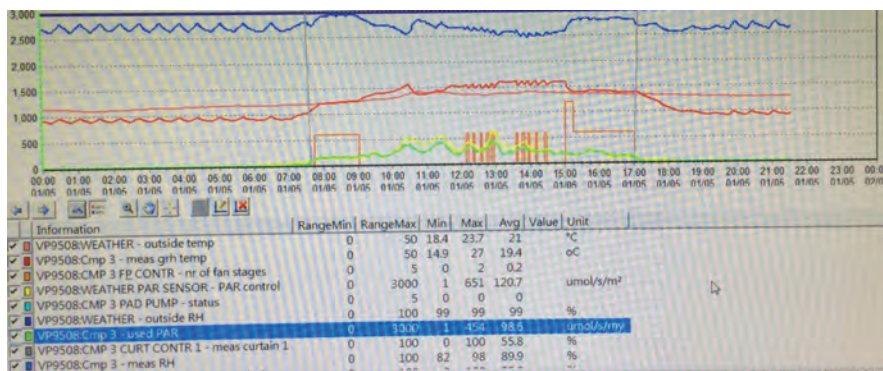 3,000
2,500
2,000
1,500
1,000
500
0
00:00 01:00 02:00 03:00 04:00 05:00 06:00 07:00 08:00 09:00 10:00 11:00 12:00 13:00 14:00 15:00 16:00 17:00 18:00 19:00 20:00 21:00 22:00 23:00 00:0
01/05 01/05 01/05 01/05 01/05 01/05 01/05 01/05 01/05 01/05 01/05 01/05 01/05 01/05 01/05 01/05 01/05 01/05 01/05 01/05 01/05 01/05 01/05 01/05 02/0
Information RangeMin RangeMax Min Max Avg Value Unit
VP9508:WEATHER - outside temp 0 50 18.4 23.7 21 °C
VP9508:Cmp 3 - meas grh temp 0 50 14.9 27 19.4 oC
VP9508:CMP 3 FP CONTR - nr of fan stages 0 5 0 2 0.2
VP9508:WEATHER PAR SENSOR - PAR control 0 3000 1 651 120.7 umol/s/m²
VP9508:CMP 3 PAD PUMP - status 0 5 0 0 0
VP9508:WEATHER - outside RH 0 100 99 99 99 %
VP9508:Cmp 3 - used PAR 0 3000 1 454 98.6 umol/s/my
VP9508:CMP 3 CURT CONTR 1 - meas curtain 1 0 100 0 100 55.8 %
VP9508:Cmp 3 - meas RH 0 100 82 98 89.9 %